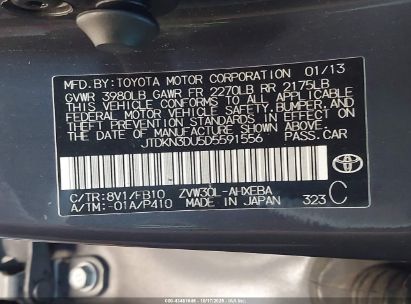 MFD. BY:TOYOTA MOTOR CORPORATION 01/13
GVWR 3980LB GAWR FR 2270LB RR 2175LB
THIS VEHICLE CONFORMS TO ALL APPLICABLE
FEDERAL MOTOR VEHICLE SAFETY, BUMPER, AND
THEFT PREVENTION STANDARDS IN EFFECT ON THE DATE OF
MANUFACTURE SHOWN ABOVE.
JTDKN3DU5D5591556 PASS.CAR
C/TR:8V1/FB10 ZVW30L-AHXEBA
A/TM:-01A/P410 MADE IN JAPAN 323 C
TOYOTA